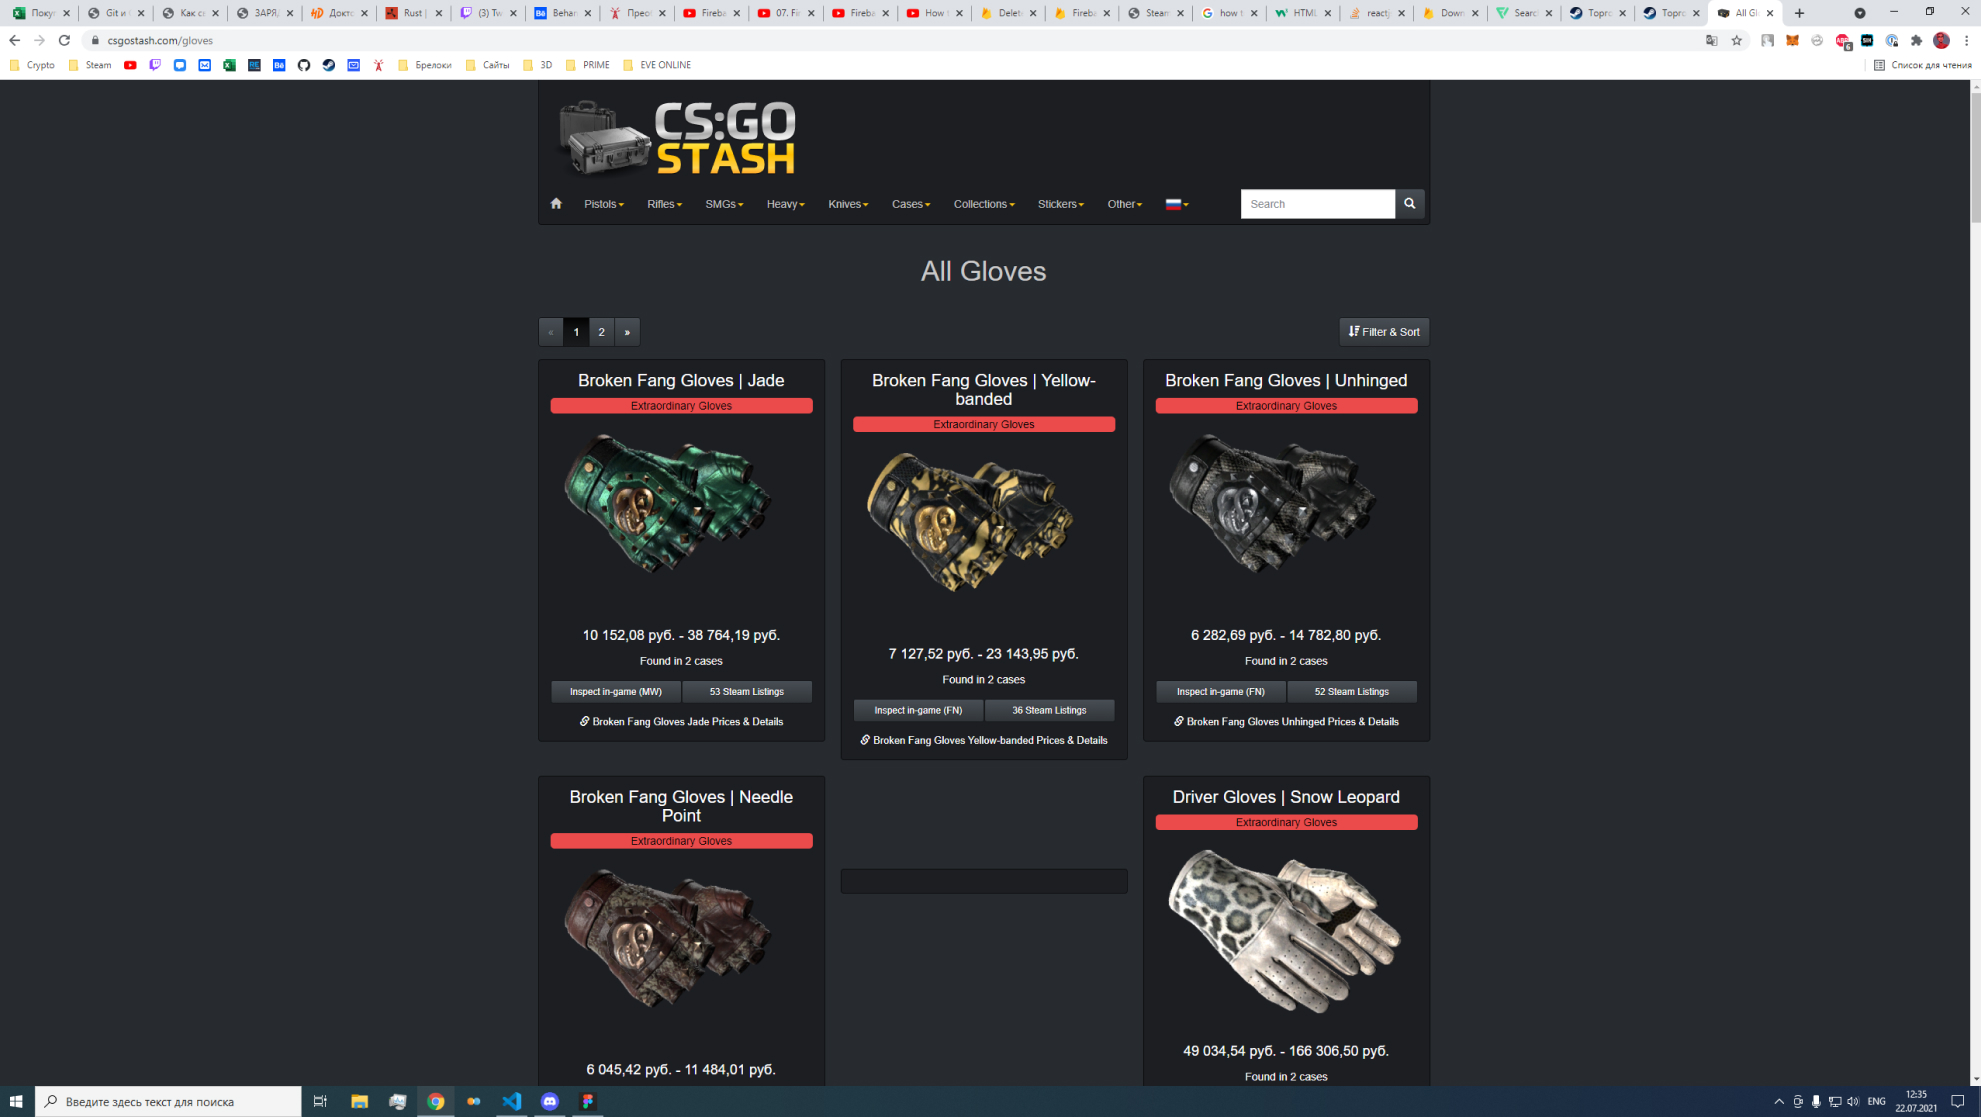 Покуг
Git и
Как сн
ЗАРЯ
Докто
Rust |
(3) Tw
Behan
Преоб
Fireba
07. Fir
Fireba
How t
Delete
Fireba
Steam
how t
HTML
reactj
Down
Searcl
Торго
Торго
All Gl
csgostash.com/gloves
Crypto
Steam
Брелоки
Сайты
3D
PRIME
EVE ONLINE
Список для чтения
CS:GO
STASH
Pistols
Rifles
SMGs
Heavy
Knives
Cases
Collections
Stickers
Other
Search
All Gloves
« 1 2 »
Filter & Sort
Broken Fang Gloves | Jade
Extraordinary Gloves
10 152,08 руб. - 38 764,19 руб.
Found in 2 cases
Inspect in-game (MW)
53 Steam Listings
Broken Fang Gloves Jade Prices & Details
Broken Fang Gloves | Yellow-
banded
Extraordinary Gloves
7 127,52 руб. - 23 143,95 руб.
Found in 2 cases
Inspect in-game (FN)
36 Steam Listings
Broken Fang Gloves Yellow-banded Prices & Details
Broken Fang Gloves | Unhinged
Extraordinary Gloves
6 282,69 руб. - 14 782,80 руб.
Found in 2 cases
Inspect in-game (FN)
52 Steam Listings
Broken Fang Gloves Unhinged Prices & Details
Broken Fang Gloves | Needle
Point
Extraordinary Gloves
6 045,42 руб. - 11 484,01 руб.
Driver Gloves | Snow Leopard
Extraordinary Gloves
49 034,54 руб. - 166 306,50 руб.
Found in 2 cases
Введите здесь текст для поиска
ENG
12:35
22.07.2021